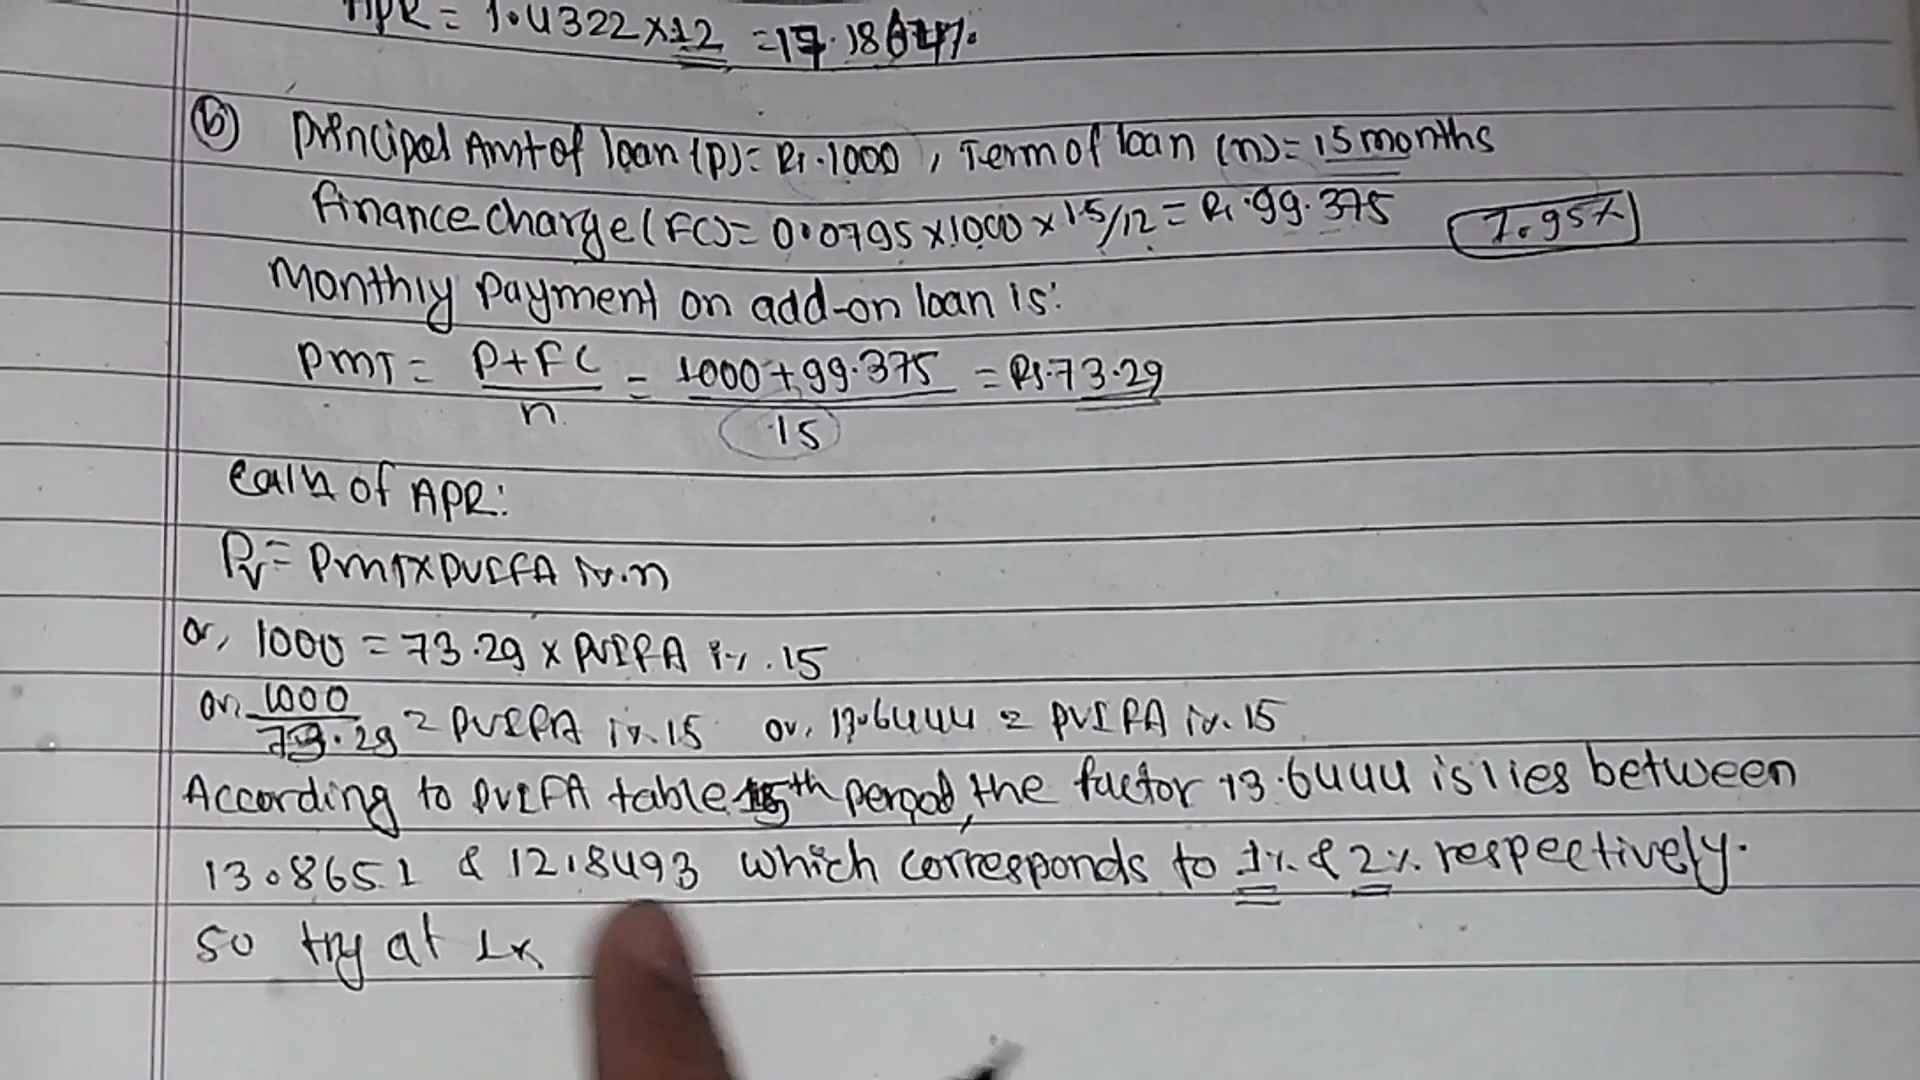 APR = 1.4322 × 12 = 17.1864%.
(b) Principal Amt of loan (P) = Rs.1000, Term of loan (n) = 15 months
Finance charge (FC) = 0.0795 × 1000 × 15/12 = Rs.99.375 7.95%
Monthly payment on add-on loan is:
PMT = P+FC / n = 1000+99.375 / 15 = Rs.73.29
Calⁿ of APR:
PV = PMT × PVIFA i%.n
or, 1000 = 73.29 × PVIFA i%.15
or, 1000 / 73.29 = PVIFA i%.15 or, 13.6444 = PVIFA i%.15
According to PVIFA table 15th period, the factor 13.6444 is lies between
13.8651 & 12.8493 which corresponds to 1% & 2% respectively.
So try at 1%